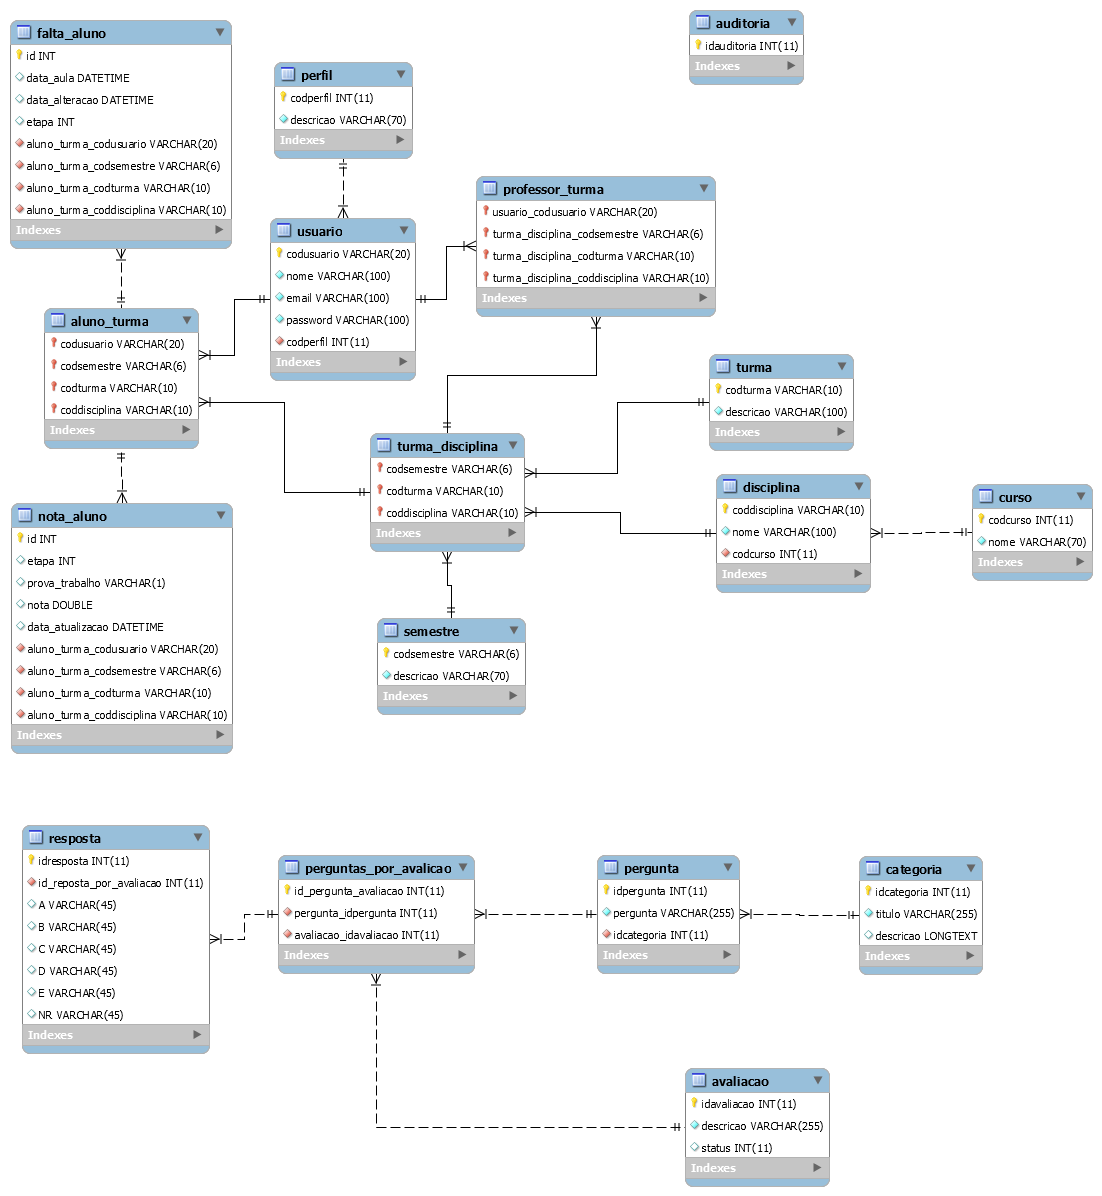 falta_aluno
id INT
data_aula DATETIME
data_alteracao DATETIME
etapa INT
aluno_turma_codusuario VARCHAR(20)
aluno_turma_codsemestre VARCHAR(6)
aluno_turma_codturma VARCHAR(10)
aluno_turma_coddisciplina VARCHAR(10)
Indexes
auditoria
idauditoria INT(11)
Indexes
perfil
codperfil INT(11)
descricao VARCHAR(70)
Indexes
professor_turma
usuario_codusuario VARCHAR(20)
turma_disciplina_codsemestre VARCHAR(6)
turma_disciplina_codturma VARCHAR(10)
turma_disciplina_coddisciplina VARCHAR(10)
Indexes
usuario
codusuario VARCHAR(20)
nome VARCHAR(100)
email VARCHAR(100)
password VARCHAR(100)
codperfil INT(11)
Indexes
aluno_turma
codusuario VARCHAR(20)
codsemestre VARCHAR(6)
codturma VARCHAR(10)
coddisciplina VARCHAR(10)
Indexes
turma
codturma VARCHAR(10)
descricao VARCHAR(100)
Indexes
turma_disciplina
codsemestre VARCHAR(6)
codturma VARCHAR(10)
coddisciplina VARCHAR(10)
Indexes
disciplina
coddisciplina VARCHAR(10)
nome VARCHAR(100)
codcurso INT(11)
Indexes
curso
codcurso INT(11)
nome VARCHAR(70)
Indexes
nota_aluno
id INT
etapa INT
prova_trabalho VARCHAR(1)
nota DOUBLE
data_atualizacao DATETIME
aluno_turma_codusuario VARCHAR(20)
aluno_turma_codsemestre VARCHAR(6)
aluno_turma_codturma VARCHAR(10)
aluno_turma_coddisciplina VARCHAR(10)
Indexes
semestre
codsemestre VARCHAR(6)
descricao VARCHAR(70)
Indexes
resposta
idresposta INT(11)
id_reposta_por_avaliacao INT(11)
A VARCHAR(45)
B VARCHAR(45)
C VARCHAR(45)
D VARCHAR(45)
E VARCHAR(45)
NR VARCHAR(45)
Indexes
perguntas_por_avalicao
id_pergunta_avaliacao INT(11)
pergunta_idpergunta INT(11)
avaliacao_idavaliacao INT(11)
Indexes
pergunta
idpergunta INT(11)
pergunta VARCHAR(255)
idcategoria INT(11)
Indexes
categoria
idcategoria INT(11)
titulo VARCHAR(255)
descricao LONGTEXT
Indexes
avaliacao
idavaliacao INT(11)
descricao VARCHAR(255)
status INT(11)
Indexes